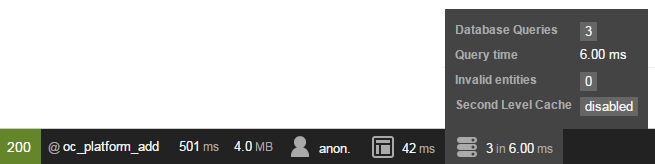 Database Queries 3
Query time 6.00 ms
Invalid entities 0
Second Level Cache disabled
200 @ oc_platform_add 501 ms 4.0 MB anon. 42 ms 3 in 6.00 ms